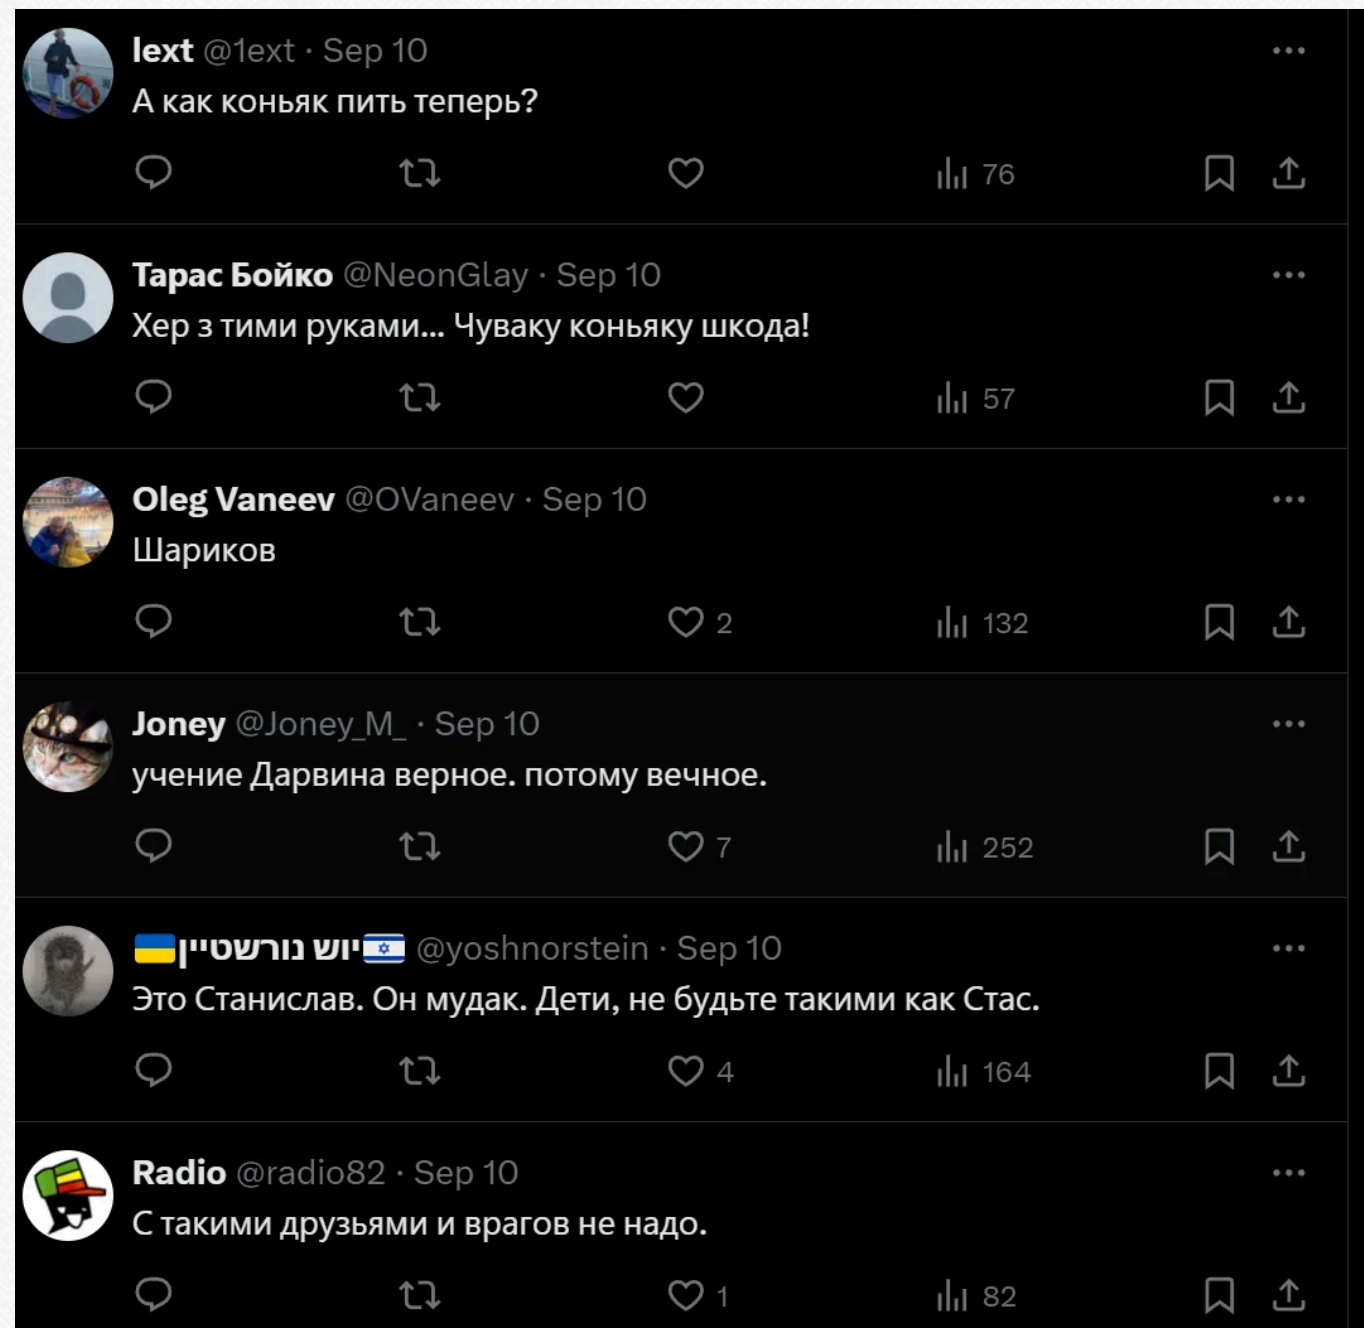 lext @1ext · Sep 10
А как коньяк пить теперь?
76
Тарас Бойко @NeonGlay · Sep 10
Хер з тими руками... Чуваку коньяку шкода!
57
Oleg Vaneev @OVaneev · Sep 10
Шариков
2 132
Joney @Joney_M_ · Sep 10
учение Дарвина верное. потому вечное.
7 252
🇺🇦יוש נורשטיין🇮🇱 @yoshnorstein · Sep 10
Это Станислав. Он мудак. Дети, не будьте такими как Стас.
4 164
Radio @radio82 · Sep 10
С такими друзьями и врагов не надо.
1 82